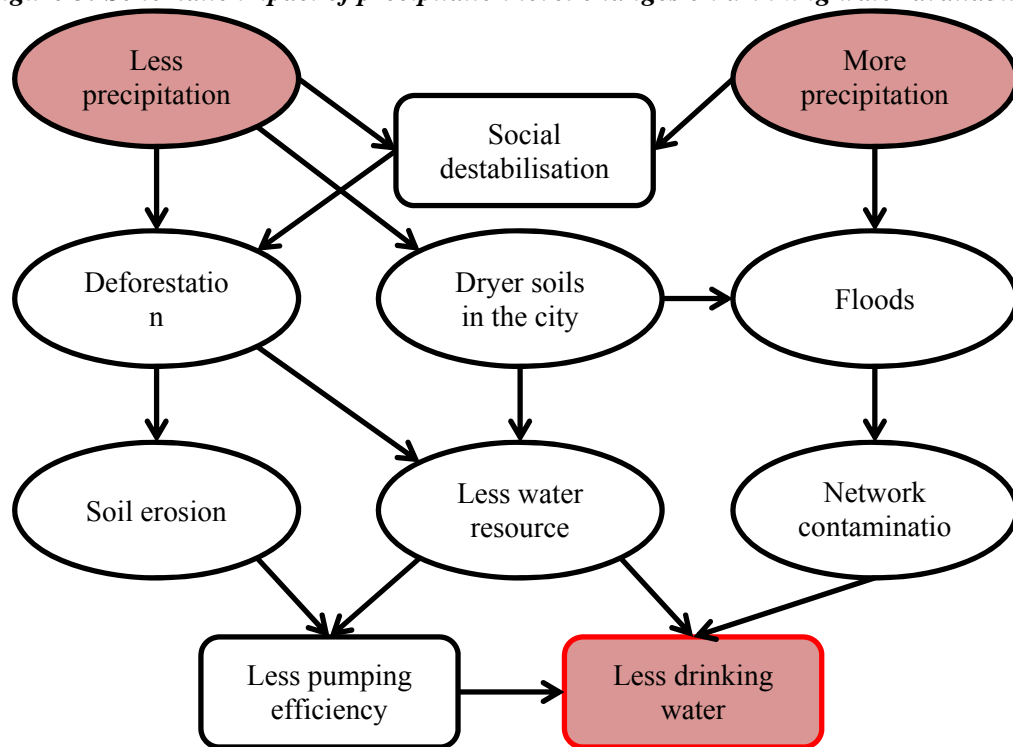 Less
precipitation
More
precipitation
Social
destabilisation
Deforestatio
n
Dryer soils
in the city
Floods
Soil erosion
Less water
resource
Network
contaminatio
Less pumping
efficiency
Less drinking
water